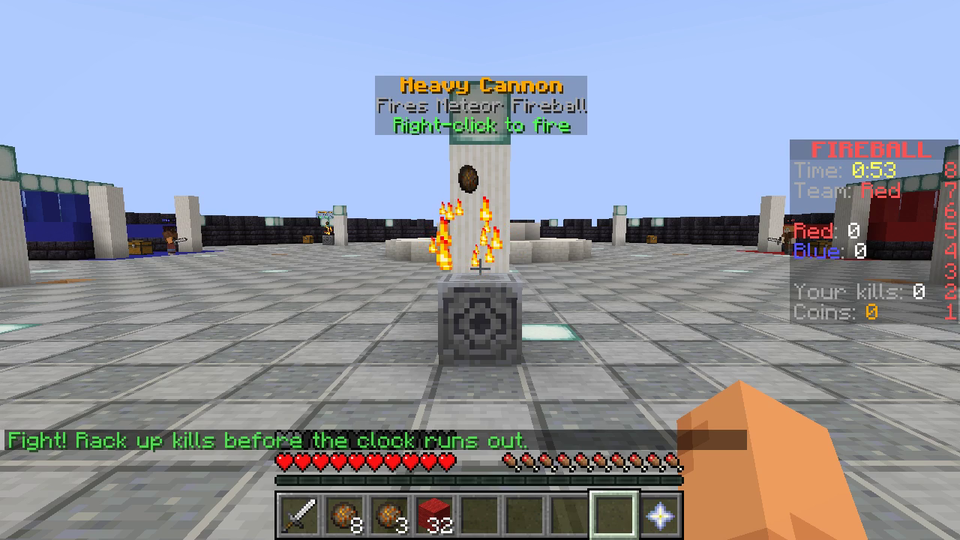 Heavy Cannon
Fires Meteor Fireball
Right-click to fire
FIREBALL
Time: 0:53 8
Team: Red 7
6
Red: 0 5
Blue: 0 4
3
Your kills: 0 2
Coins: 0 1
Fight! Rack up kills before the clock runs out.
8 3 32